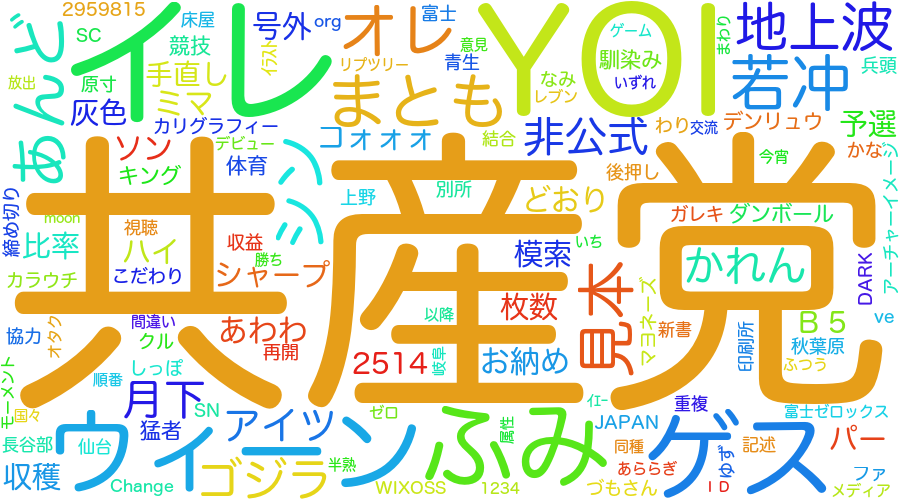 2959815
SC
床屋
競技
イレ
号外
org
オレ
富士
YOI
ゲーム
まわり
地上波
放出
原寸
手直し
イラスト
リプツリー
意見
青生
なみ
レブン
馴染み
いずれ
若冲
兵頭
あんど
灰色
ミマ
まとも
カリグラフィー
デビュー
コォォォ
結合
非公式
わり
交流
デンリュウ
予選
ソン
キング
体育
シン
後押し
今宵
かな
アーチャーイメージ
締め切り
moon
上野
別所
どおり
ガレキ
ダンボール
比率
視聴
ハイ
収益
勝ち
いち
模索
かれん
DARK
カラウチ
こだわり
シャープ
共産党
見本
枚数
マヨネーズ
新書
B5
ve
協力
オタク
間違い
クル
あわわ
再開
以降
印刷所
秋葉原
順番
しっぽ
2514
岐阜
お納め
ふつう
モーメント
国々
月下
SN
猛者
アイツ
ゼロ
属性
イエー
JAPAN
重複
富士ゼロックス
長谷部
仙台
ウィーン
ふみ
同種
ゲス
記述
パー
収穫
Change
ゴジラ
半熟
WIXOSS
1234
づもさん
あららぎ
ID
ゆず
ファ
メディア